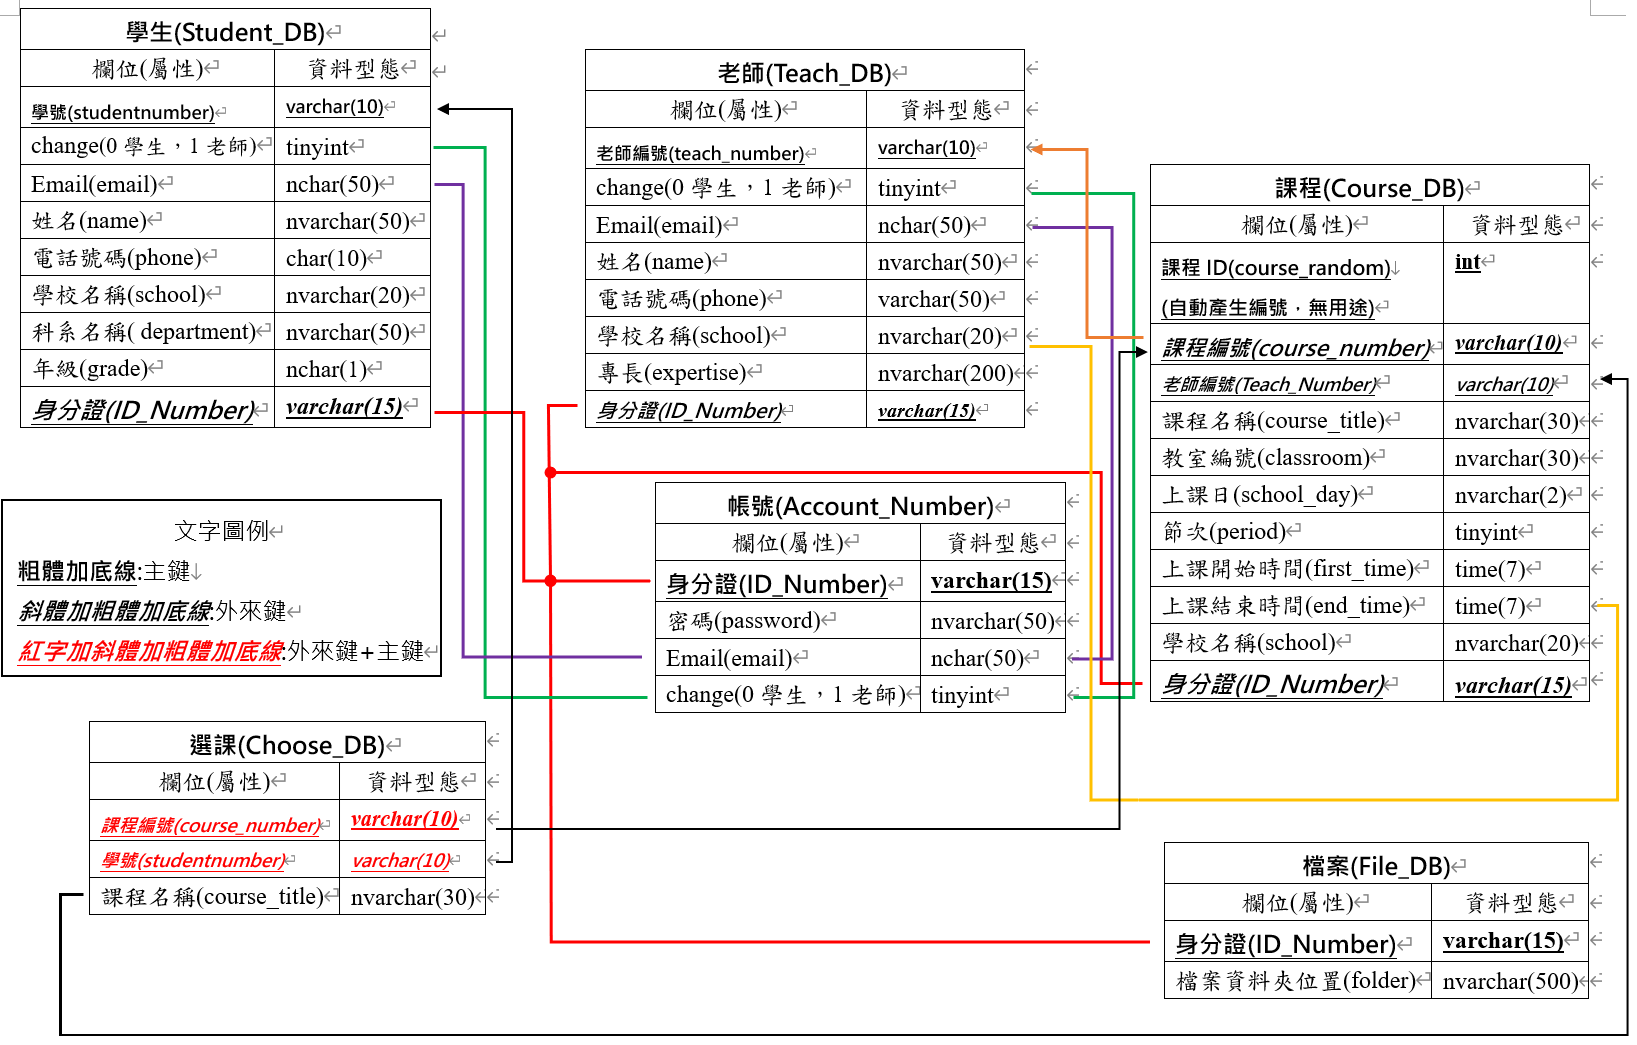 學生(Student_DB)
欄位(屬性) 資料型態
學號(studentnumber) varchar(10)
change(0 學生，1 老師) tinyint
Email(email) nchar(50)
姓名(name) nvarchar(50)
電話號碼(phone) char(10)
學校名稱(school) nvarchar(20)
科系名稱( department) nvarchar(50)
年級(grade) nchar(1)
身分證(ID_Number) varchar(15)
老師(Teach_DB)
欄位(屬性) 資料型態
老師編號(teach_number) varchar(10)
change(0 學生，1 老師) tinyint
Email(email) nchar(50)
姓名(name) nvarchar(50)
電話號碼(phone) varchar(50)
學校名稱(school) nvarchar(20)
專長(expertise) nvarchar(200)
身分證(ID_Number) varchar(15)
課程(Course_DB)
欄位(屬性) 資料型態
課程 ID(course_random) int
(自動產生編號，無用途)
課程編號(course_number) varchar(10)
老師編號(Teach_Number) varchar(10)
課程名稱(course_title) nvarchar(30)
教室編號(classroom) nvarchar(30)
上課日(school_day) nvarchar(2)
節次(period) tinyint
上課開始時間(first_time) time(7)
上課結束時間(end_time) time(7)
學校名稱(school) nvarchar(20)
身分證(ID_Number) varchar(15)
文字圖例
粗體加底線:主鍵
斜體加粗體加底線:外來鍵
紅字加斜體加粗體加底線:外來鍵+主鍵
帳號(Account_Number)
欄位(屬性) 資料型態
身分證(ID_Number) varchar(15)
密碼(password) nvarchar(50)
Email(email) nchar(50)
change(0 學生，1 老師) tinyint
選課(Choose_DB)
欄位(屬性) 資料型態
課程編號(course_number) varchar(10)
學號(studentnumber) varchar(10)
課程名稱(course_title) nvarchar(30)
檔案(File_DB)
欄位(屬性) 資料型態
身分證(ID_Number) varchar(15)
檔案資料夾位置(folder) nvarchar(500)